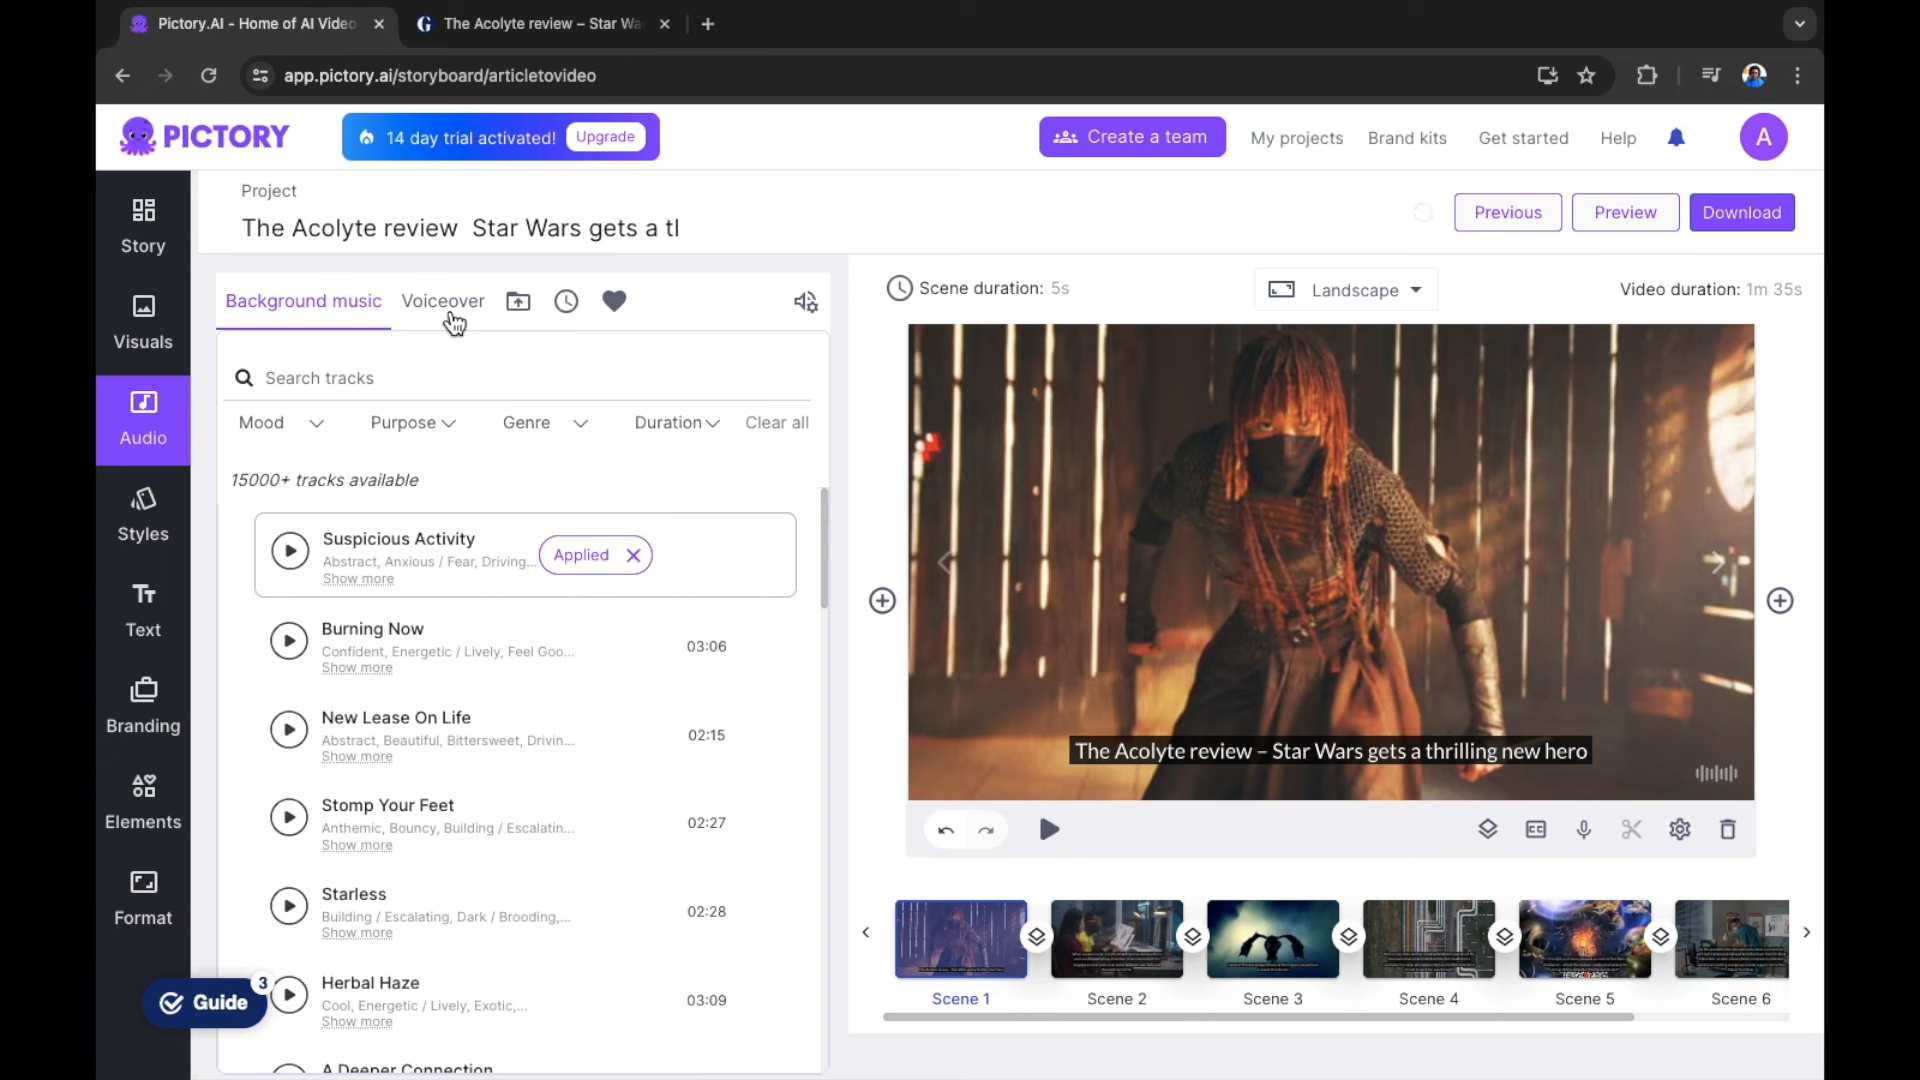 Pictory.AI - Home of AI Video
The Acolyte review – Star Wa
app.pictory.ai/storyboard/articletovideo
PICTORY
14 day trial activated!
Upgrade
Create a team
My projects
Brand kits
Get started
Help
A
Project
The Acolyte review  Star Wars gets a tl
Previous
Preview
Download
Story
Visuals
Audio
Styles
Text
Branding
Elements
Format
Guide
3
Background music
Voiceover
Search tracks
Mood
Purpose
Genre
Duration
Clear all
15000+ tracks available
Suspicious Activity
Abstract, Anxious / Fear, Driving...
Show more
Applied
Burning Now
Confident, Energetic / Lively, Feel Goo...
Show more
03:06
New Lease On Life
Abstract, Beautiful, Bittersweet, Drivin...
Show more
02:15
Stomp Your Feet
Anthemic, Bouncy, Building / Escalatin...
Show more
02:27
Starless
Building / Escalating, Dark / Brooding,...
Show more
02:28
Herbal Haze
Cool, Energetic / Lively, Exotic,...
Show more
03:09
A Deeper Connection
Scene duration: 5s
Landscape
Video duration: 1m 35s
The Acolyte review – Star Wars gets a thrilling new hero
CC
Scene 1
Scene 2
Scene 3
Scene 4
Scene 5
Scene 6